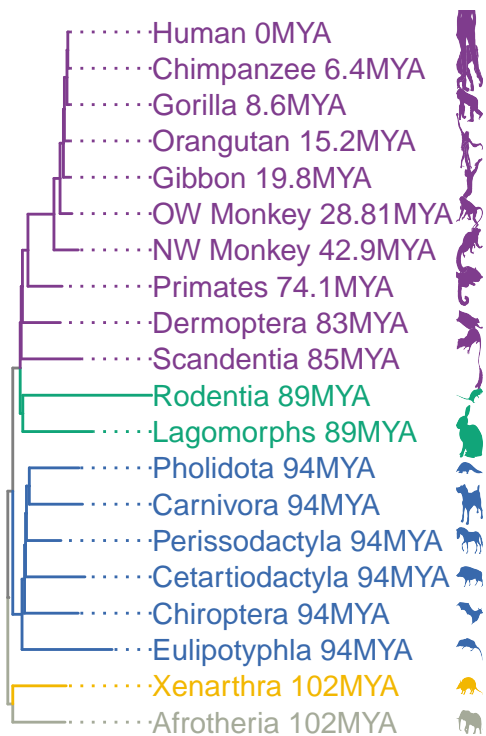 Human 0MYA
Chimpanzee 6.4MYA
Gorilla 8.6MYA
Orangutan 15.2MYA
Gibbon 19.8MYA
OW Monkey 28.81MYA
NW Monkey 42.9MYA
Primates 74.1MYA
Dermoptera 83MYA
Scandentia 85MYA
Rodentia 89MYA
Lagomorphs 89MYA
Pholidota 94MYA
Carnivora 94MYA
Perissodactyla 94MYA
Cetartiodactyla 94MYA
Chiroptera 94MYA
Eulipotyphla 94MYA
Xenarthra 102MYA
Afrotheria 102MYA